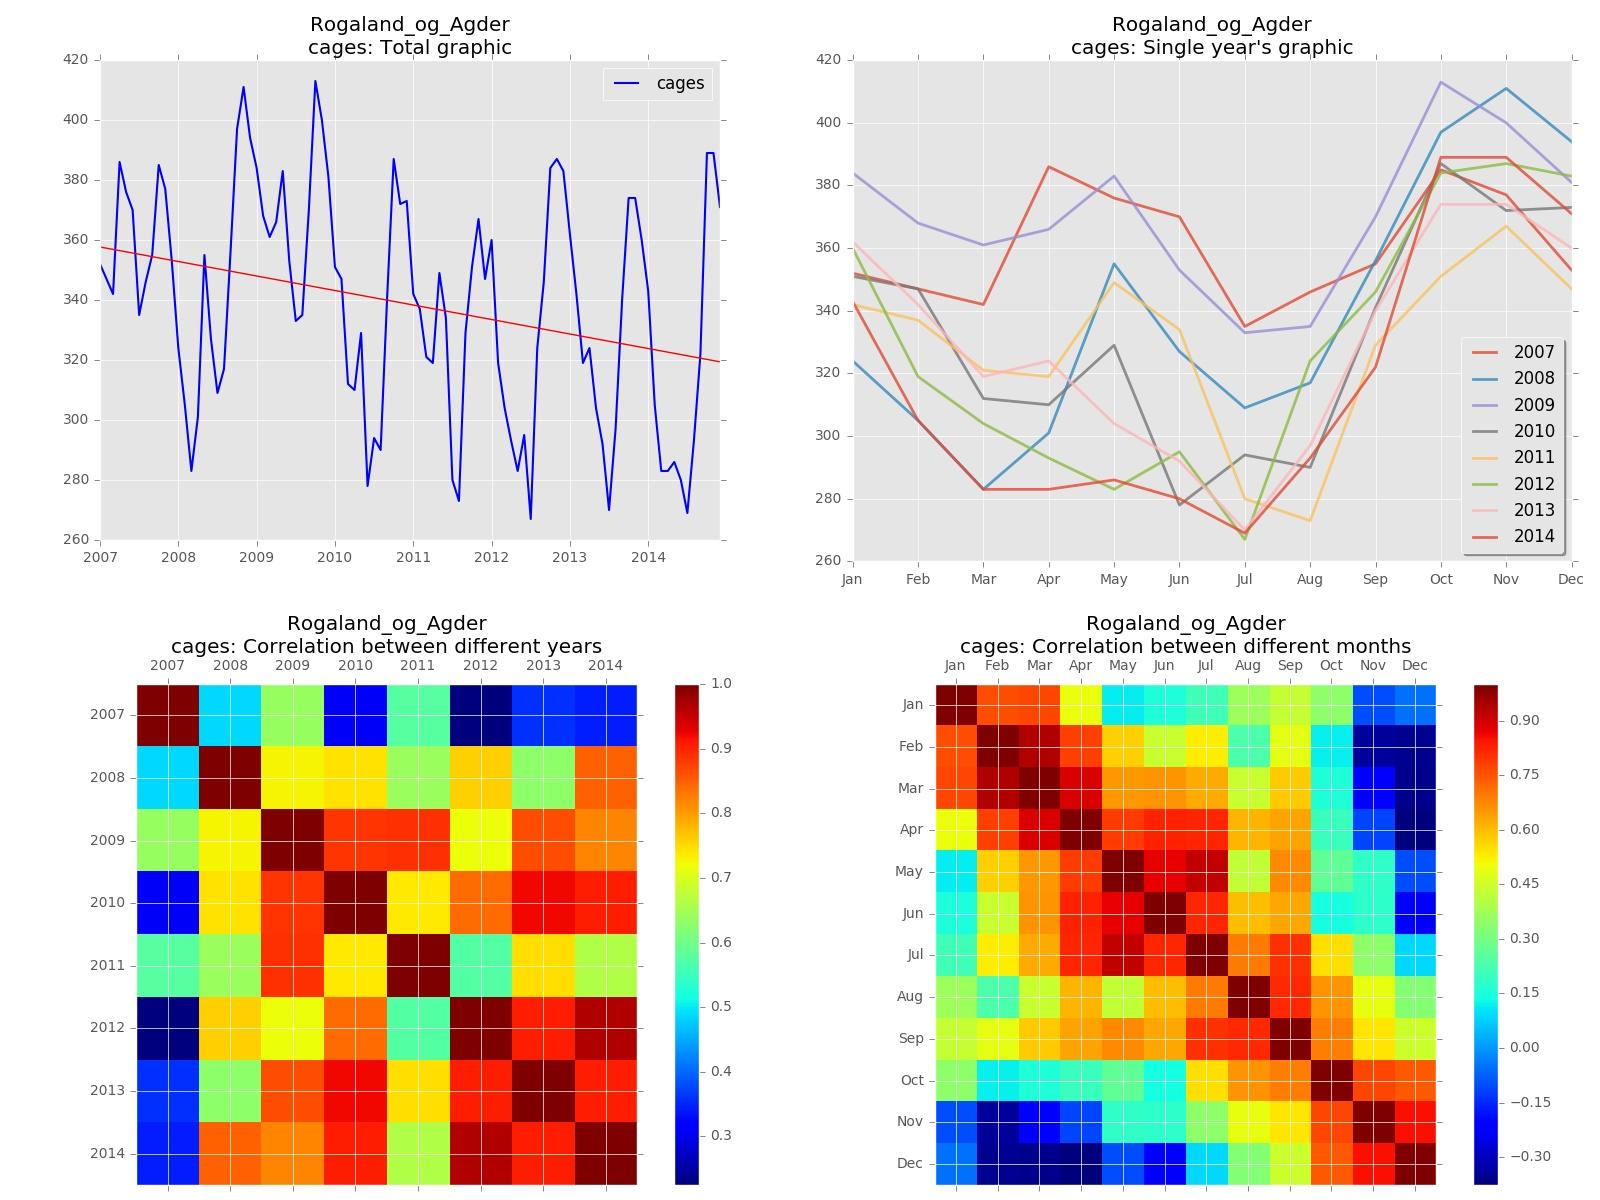 Rogaland_og_Agder
cages: Total graphic
420
400
380
360
340
320
300
280
260
2007 2008 2009 2010 2011 2012 2013 2014
cages
Rogaland_og_Agder
cages: Single year's graphic
420
400
380
360
340
320
300
280
260
Jan Feb Mar Apr May Jun Jul Aug Sep Oct Nov Dec
2007
2008
2009
2010
2011
2012
2013
2014
Rogaland_og_Agder
cages: Correlation between different years
2007 2008 2009 2010 2011 2012 2013 2014
2007
2008
2009
2010
2011
2012
2013
2014
1.0
0.9
0.8
0.7
0.6
0.5
0.4
0.3
Rogaland_og_Agder
cages: Correlation between different months
Jan Feb Mar Apr May Jun Jul Aug Sep Oct Nov Dec
Jan
Feb
Mar
Apr
May
Jun
Jul
Aug
Sep
Oct
Nov
Dec
0.90
0.75
0.60
0.45
0.30
0.15
0.00
−0.15
−0.30